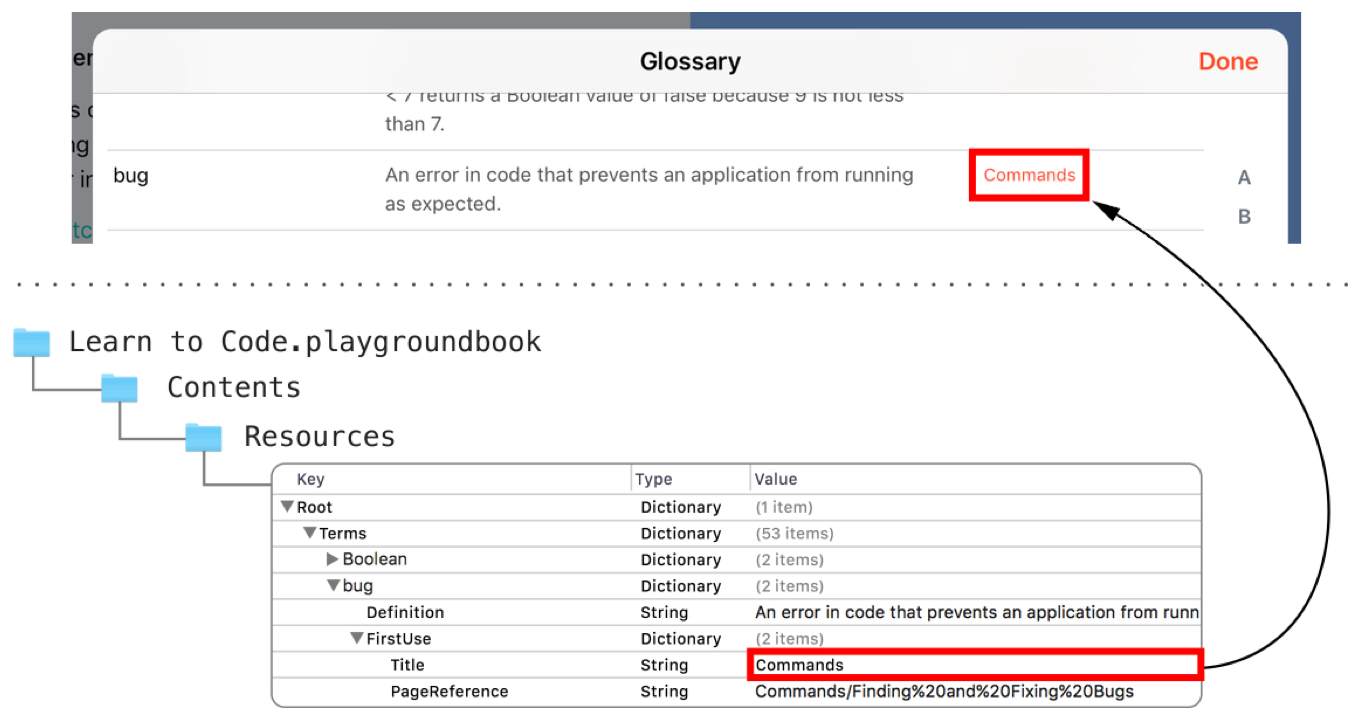 Glossary
Done
er
< 7 returns a Boolean value of false because 9 is not less
than 7.
bug
An error in code that prevents an application from running
as expected.
Commands
A
B
Learn to Code.playgroundbook
Contents
Resources
Key Type Value
Root Dictionary (1 item)
Terms Dictionary (53 items)
Boolean Dictionary (2 items)
bug Dictionary (2 items)
Definition String An error in code that prevents an application from runn
FirstUse Dictionary (2 items)
Title String Commands
PageReference String Commands/Finding%20and%20Fixing%20Bugs